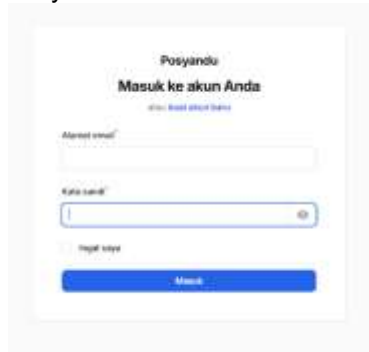 Posyandu
Masuk ke akun Anda
atau buat akun baru
Alamat email*
Kata sandi*
Ingat saya
Masuk